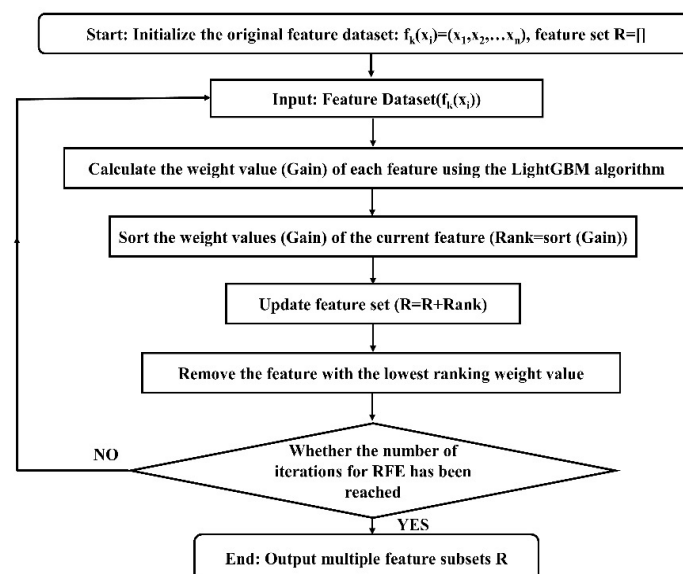 Start: Initialize the original feature dataset: fₖ(xᵢ)=(x₁,x₂,…xₙ), feature set R=[]
Input: Feature Dataset(fₖ(xᵢ))
Calculate the weight value (Gain) of each feature using the LightGBM algorithm
Sort the weight values (Gain) of the current feature (Rank=sort (Gain))
Update feature set (R=R+Rank)
Remove the feature with the lowest ranking weight value
NO
Whether the number of
iterations for RFE has been
reached
YES
End: Output multiple feature subsets R